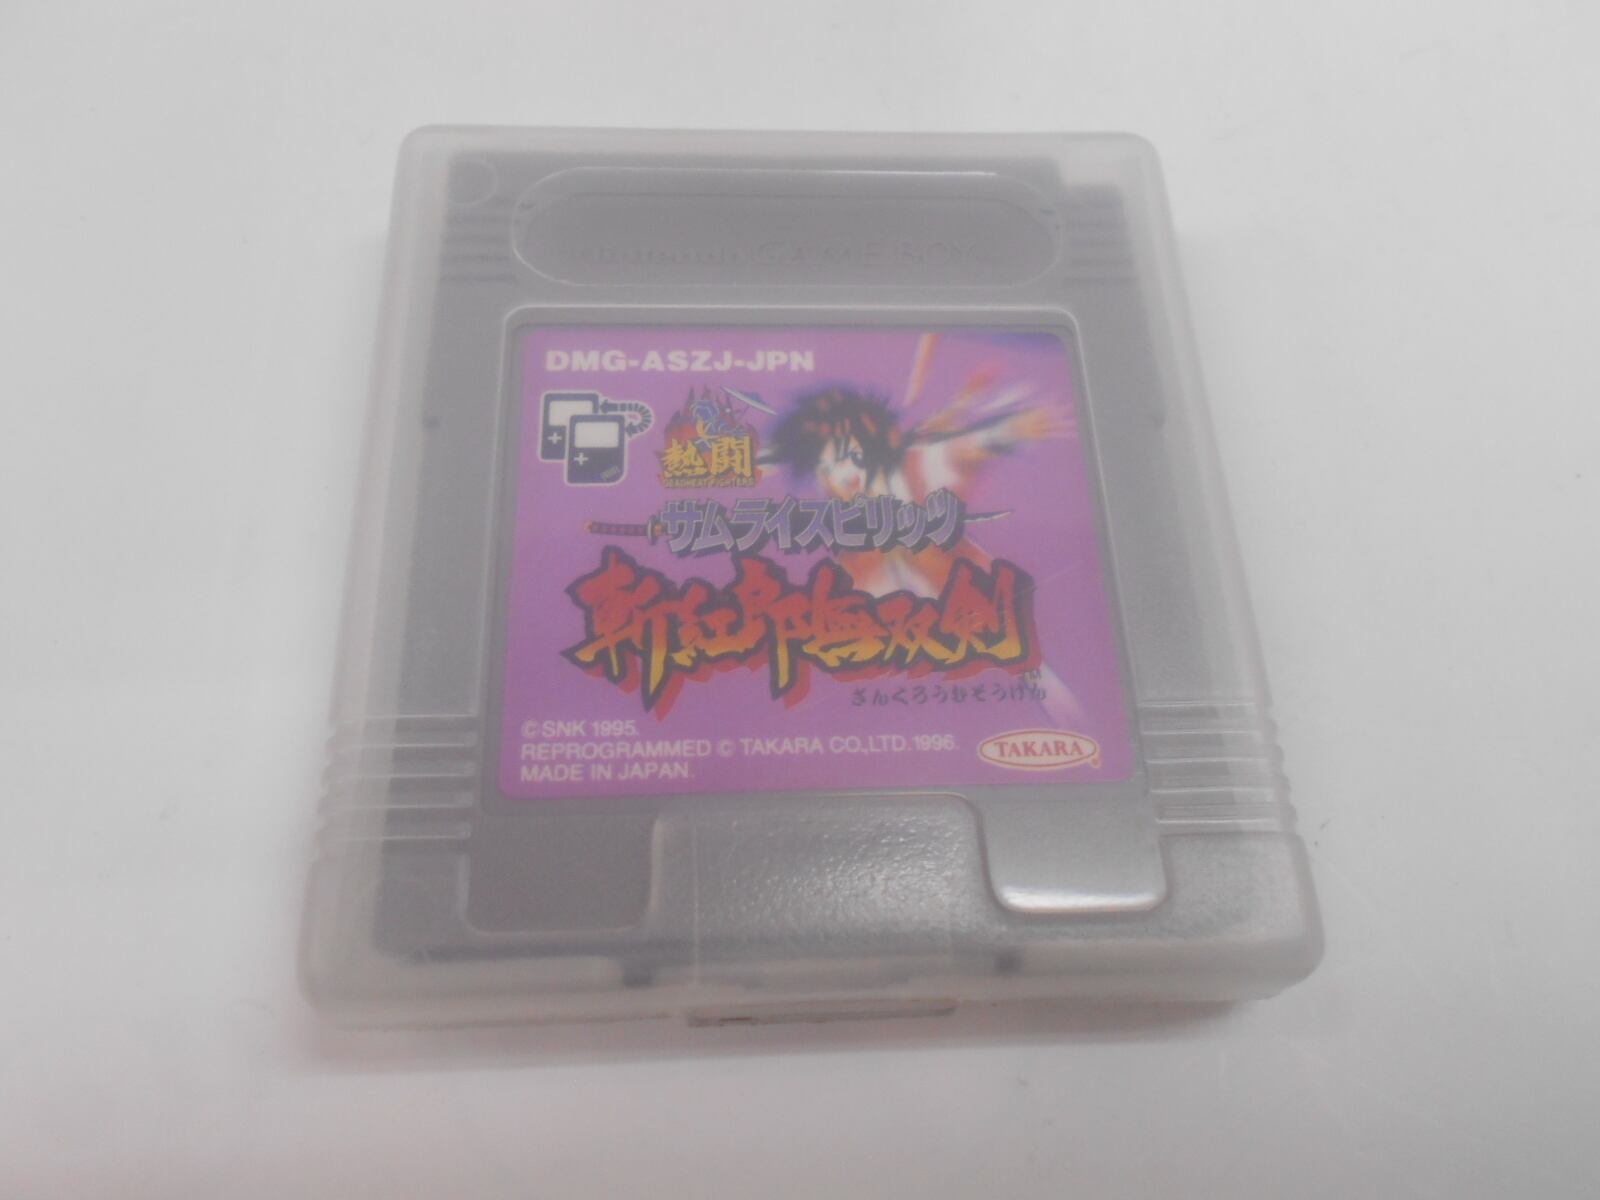 Nintendo GAME BOY
DMG-ASZJ-JPN
熱闘
DEADHEAT FIGHTERS
サムライスピリッツ
斬紅郎無双剣
TM
ざんくろうむそうけん
©SNK 1995.
REPROGRAMMED © TAKARA CO.,LTD. 1996.
MADE IN JAPAN.
TAKARA